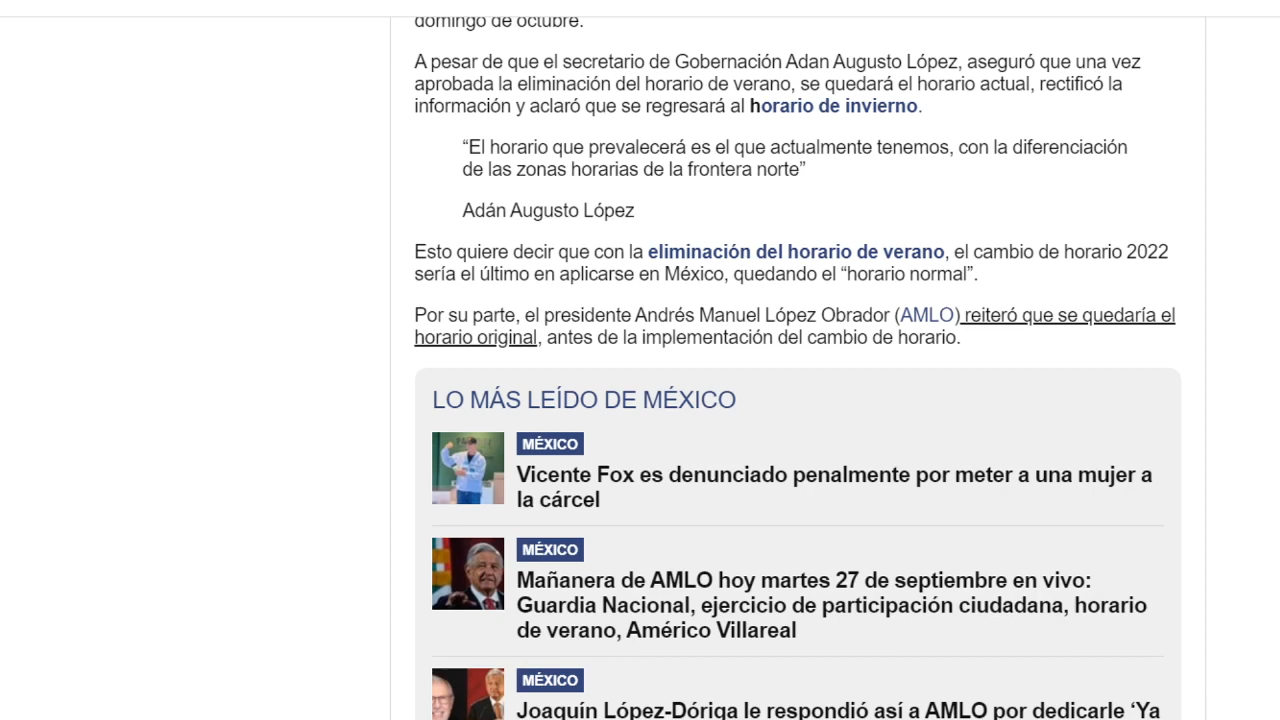 domingo de octubre.
A pesar de que el secretario de Gobernación Adan Augusto López, aseguró que una vez
aprobada la eliminación del horario de verano, se quedará el horario actual, rectificó la
información y aclaró que se regresará al horario de invierno.
“El horario que prevalecerá es el que actualmente tenemos, con la diferenciación
de las zonas horarias de la frontera norte”
Adán Augusto López
Esto quiere decir que con la eliminación del horario de verano, el cambio de horario 2022
sería el último en aplicarse en México, quedando el “horario normal”.
Por su parte, el presidente Andrés Manuel López Obrador (AMLO) reiteró que se quedaría el
horario original, antes de la implementación del cambio de horario.
LO MÁS LEÍDO DE MÉXICO
MÉXICO
Vicente Fox es denunciado penalmente por meter a una mujer a
la cárcel
MÉXICO
Mañanera de AMLO hoy martes 27 de septiembre en vivo:
Guardia Nacional, ejercicio de participación ciudadana, horario
de verano, Américo Villareal
MÉXICO
Joaquín López-Dóriga le respondió así a AMLO por dedicarle ‘Ya